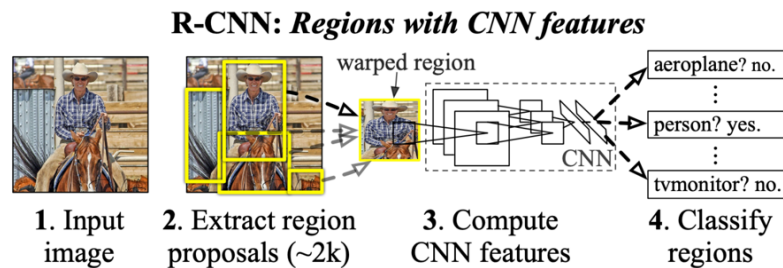 R-CNN: Regions with CNN features
warped region
aeroplane? no.
⋮
person? yes.
⋮
tvmonitor? no.
CNN
1. Input image
2. Extract region proposals (~2k)
3. Compute CNN features
4. Classify regions